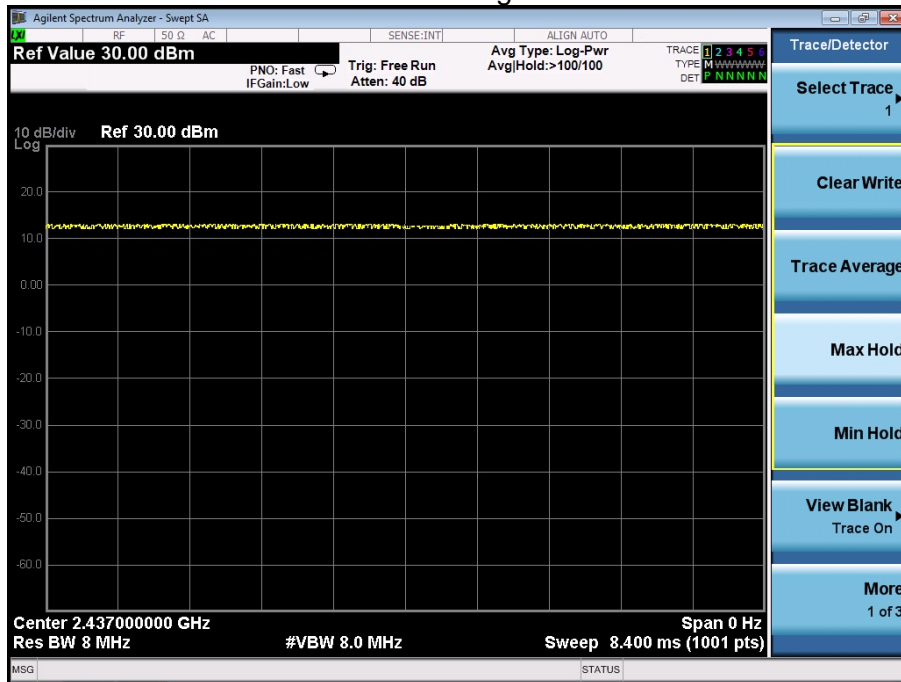 Agilent Spectrum Analyzer - Swept SA
LXI RF 50 Ω AC SENSE:INT ALIGN AUTO
Ref Value 30.00 dBm
PNO: Fast
IFGain:Low
Trig: Free Run
Atten: 40 dB
Avg Type: Log-Pwr
Avg|Hold:>100/100
TRACE 1 2 3 4 5 6
TYPE M WWWWW
DET P N N N N N
10 dB/div Ref 30.00 dBm
Log
20.0
10.0
0.00
-10.0
-20.0
-30.0
-40.0
-50.0
-60.0
Center 2.437000000 GHz Span 0 Hz
Res BW 8 MHz #VBW 8.0 MHz Sweep 8.400 ms (1001 pts)
MSG STATUS
Trace/Detector
Select Trace
1
Clear Write
Trace Average
Max Hold
Min Hold
View Blank
Trace On
More
1 of 3